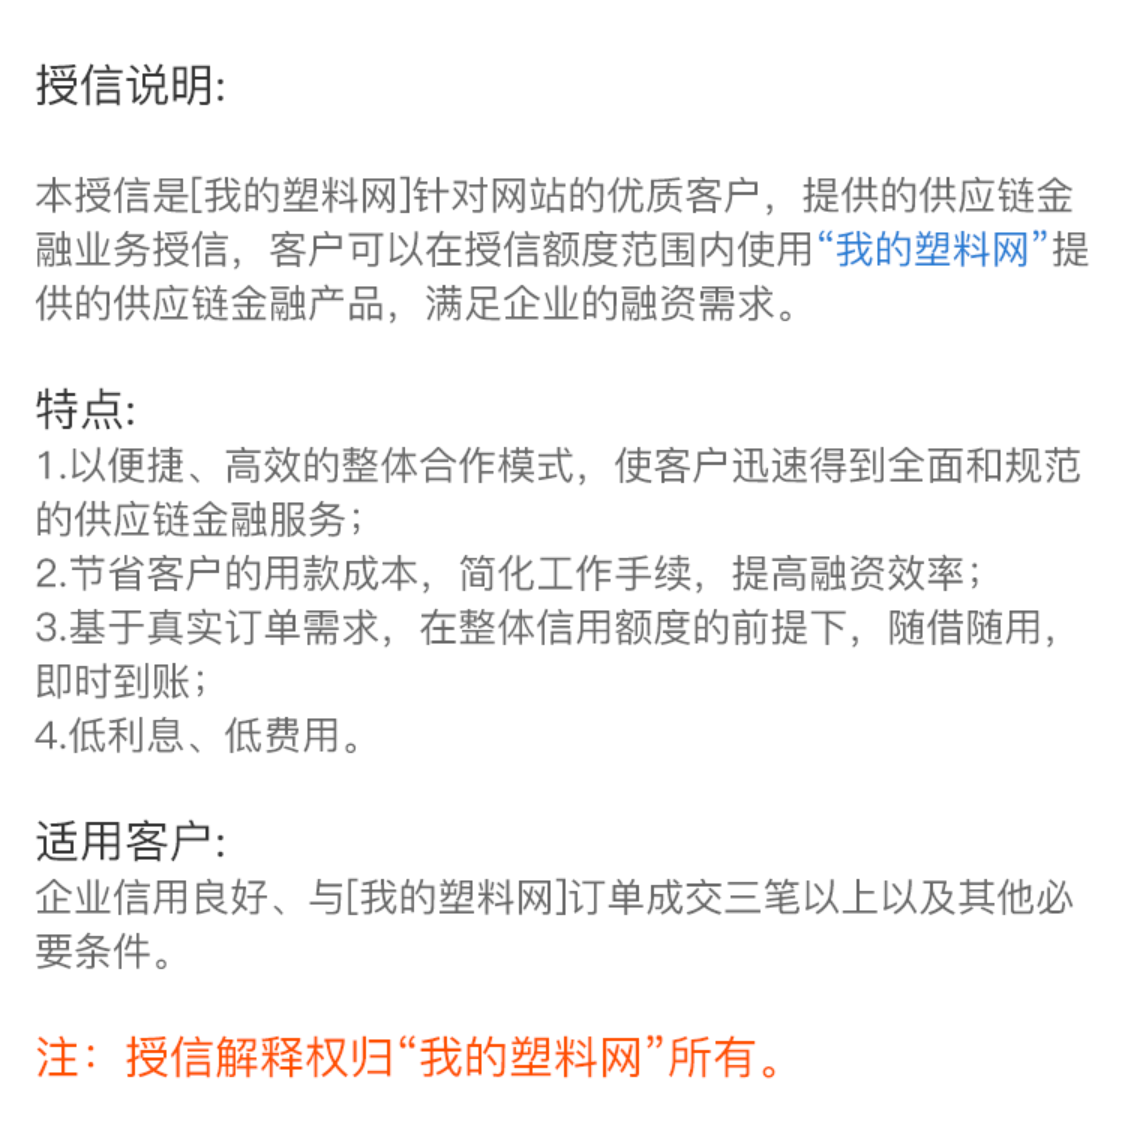 授信说明:
本授信是[我的塑料网]针对网站的优质客户，提供的供应链金
融业务授信，客户可以在授信额度范围内使用“我的塑料网”提
供的供应链金融产品，满足企业的融资需求。
特点:
1.以便捷、高效的整体合作模式，使客户迅速得到全面和规范
的供应链金融服务；
2.节省客户的用款成本，简化工作手续，提高融资效率；
3.基于真实订单需求，在整体信用额度的前提下，随借随用，
即时到账；
4.低利息、低费用。
适用客户:
企业信用良好、与[我的塑料网]订单成交三笔以上以及其他必
要条件。
注：授信解释权归“我的塑料网”所有。